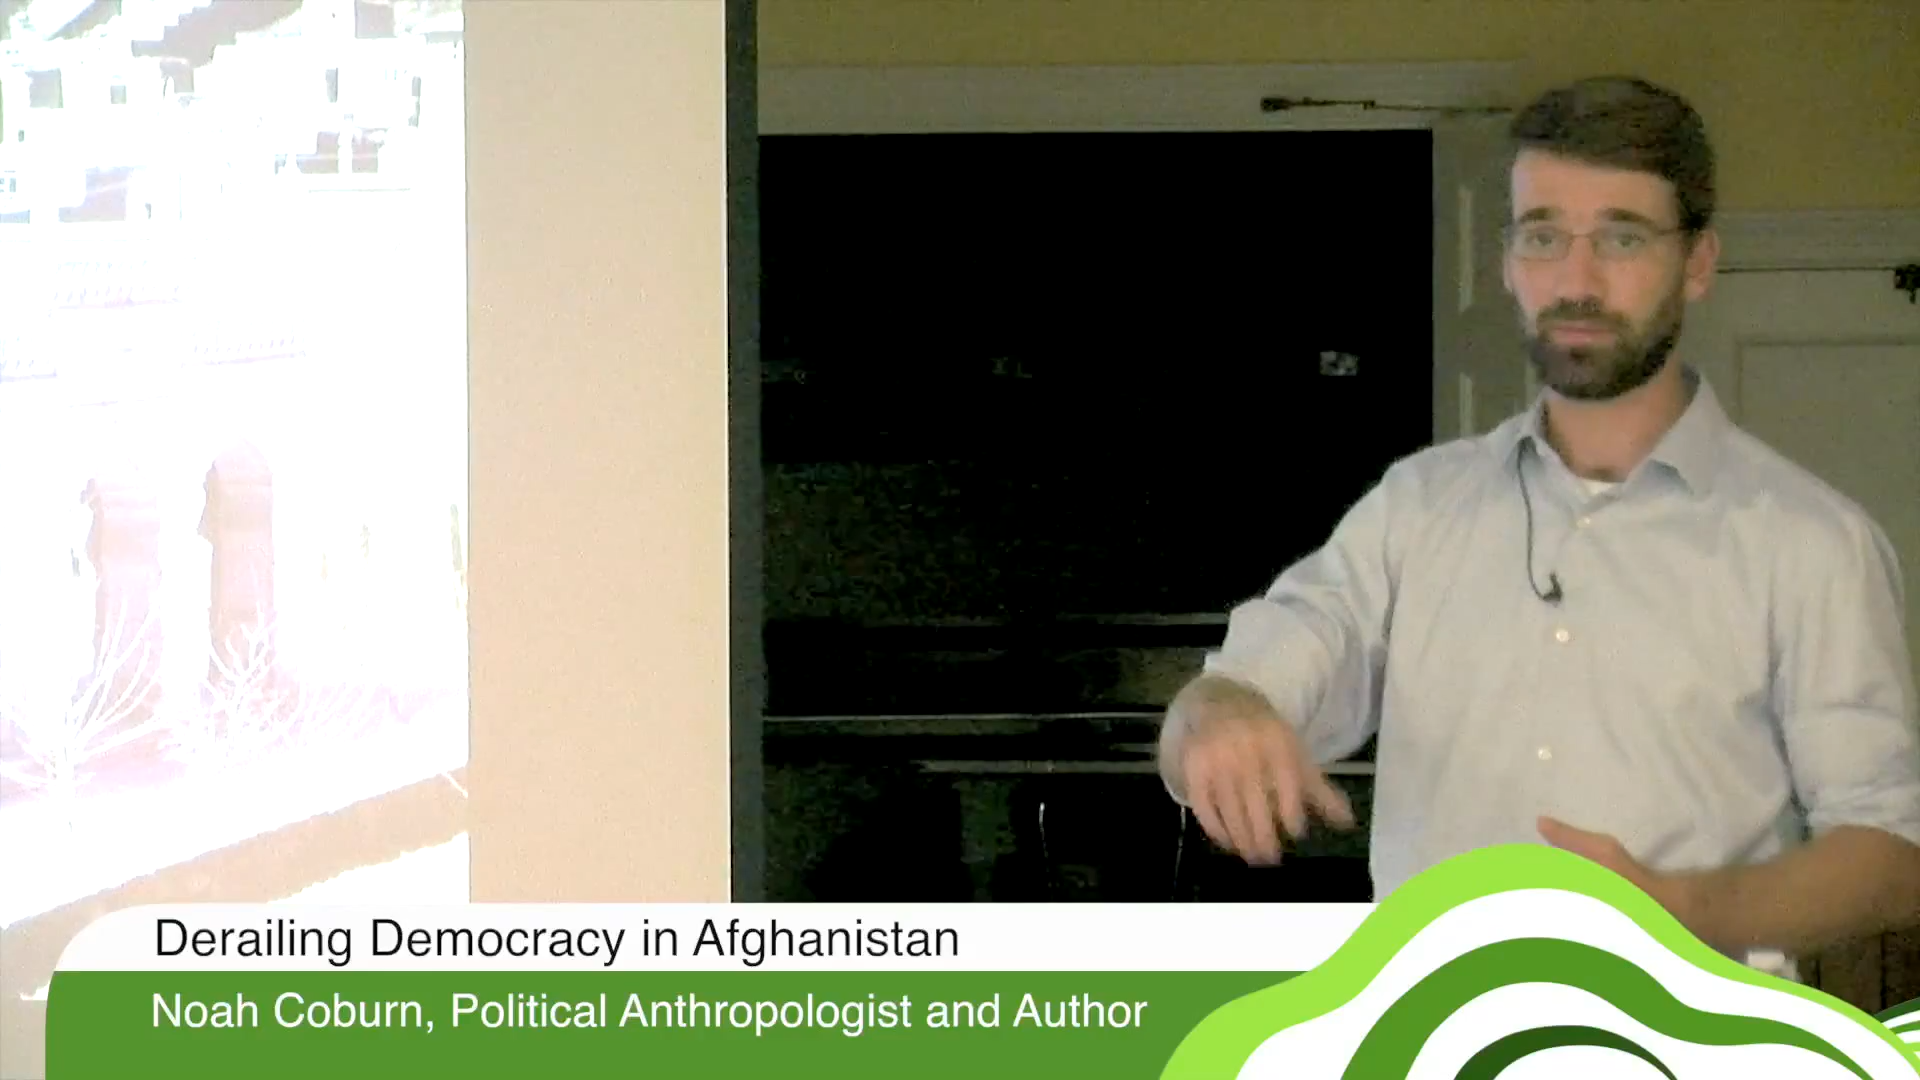 Derailing Democracy in Afghanistan
Noah Coburn, Political Anthropologist and Author